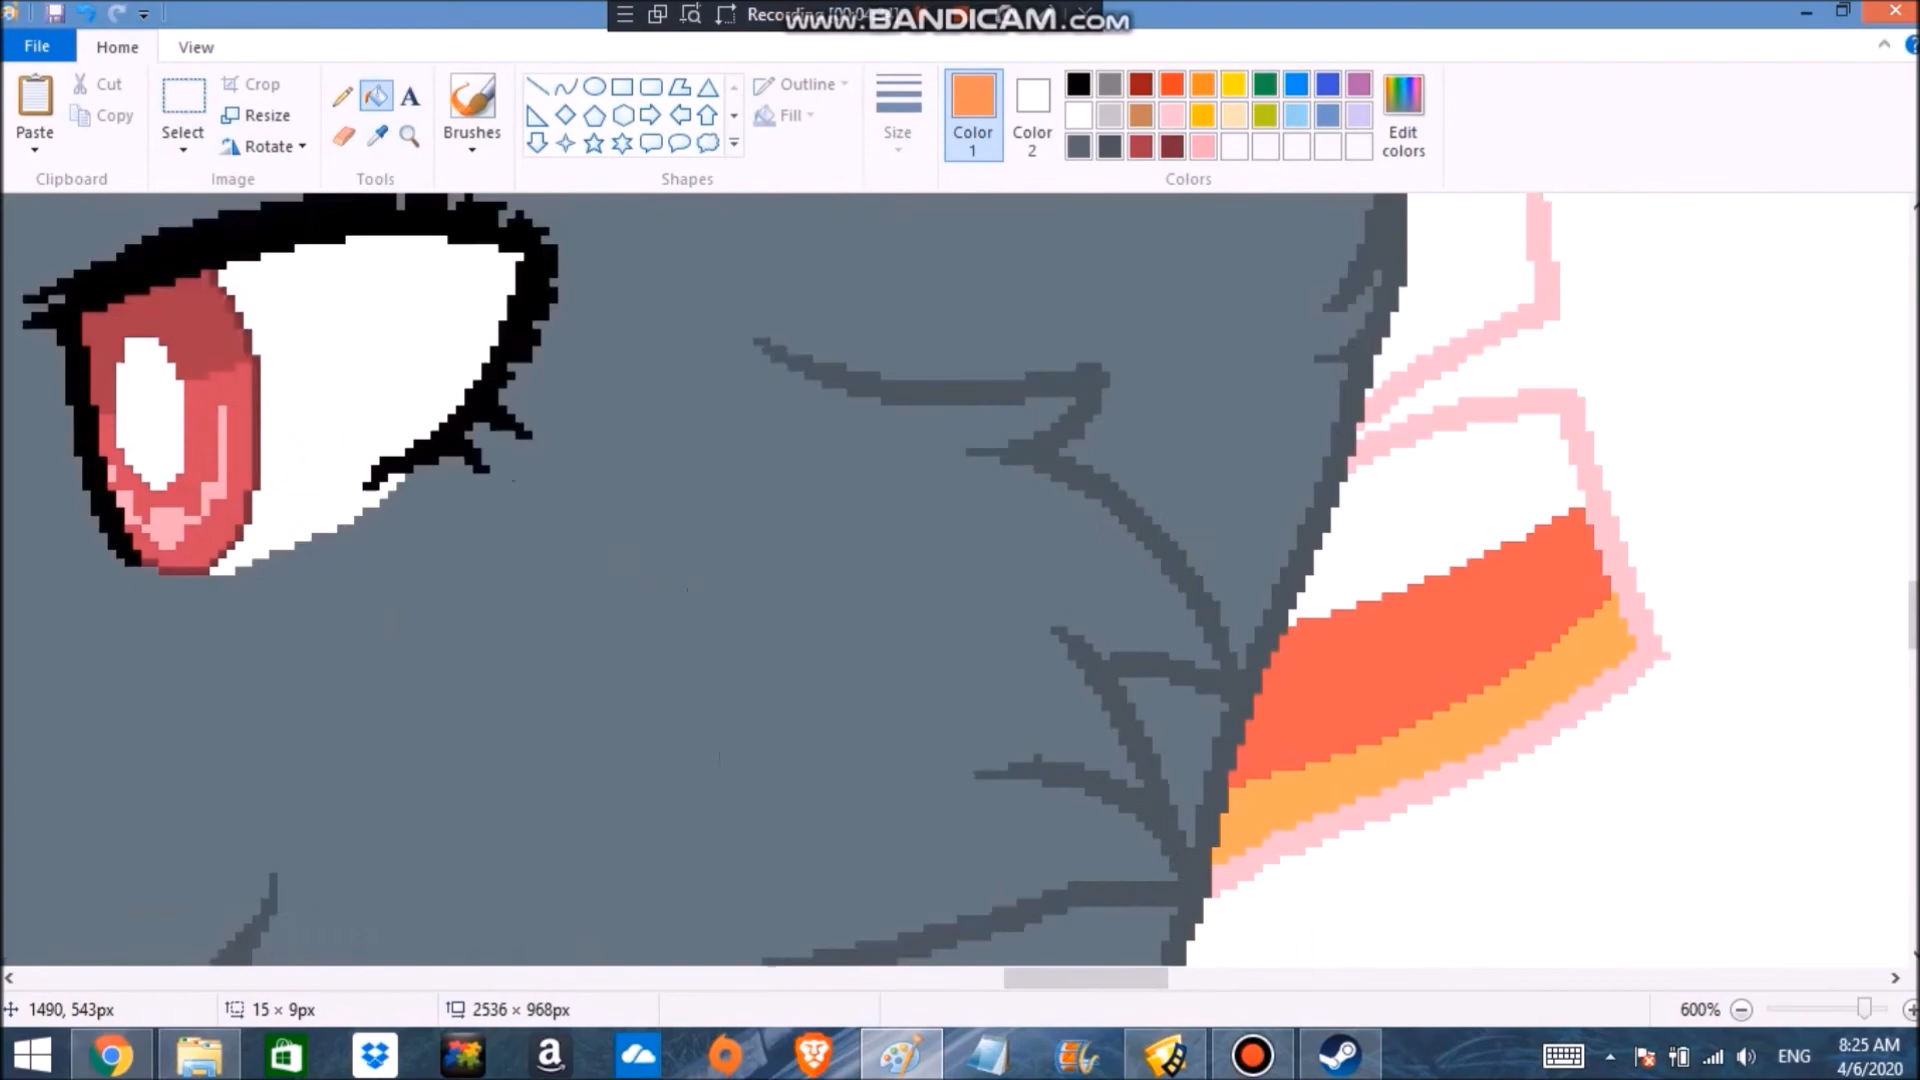 Recording
www.BANDICAM.com
File
Home
View
Paste
Cut
Copy
Clipboard
Select
Crop
Resize
Rotate
Image
A
Tools
Brushes
Shapes
Outline
Fill
Size
Color
1
Color
2
Edit
colors
Colors
1490, 543px
15 × 9px
2536 × 968px
600%
ENG
8:25 AM
4/6/2020